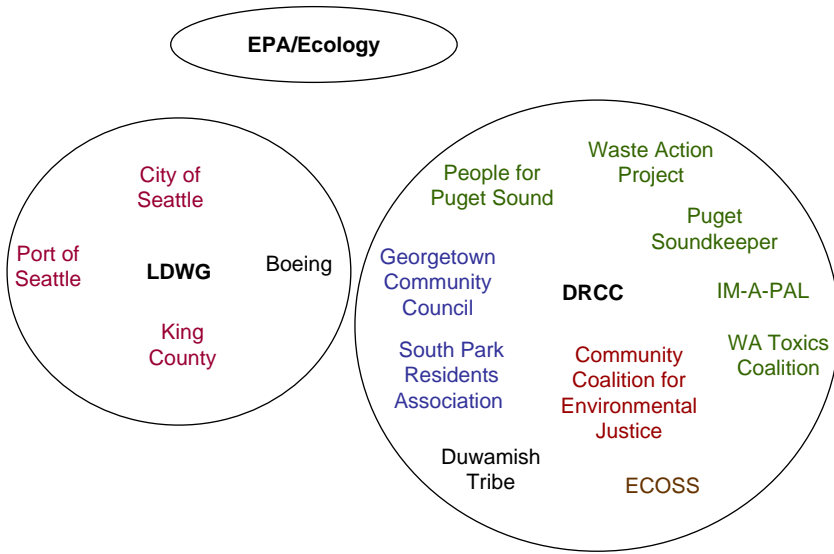 EPA/Ecology
City of
Seattle
Port of
Seattle
LDWG
Boeing
King
County
People for
Puget Sound
Waste Action
Project
Puget
Soundkeeper
Georgetown
Community
Council
DRCC
IM-A-PAL
South Park
Residents
Association
Community
Coalition for
Environmental
Justice
WA Toxics
Coalition
Duwamish
Tribe
ECOSS